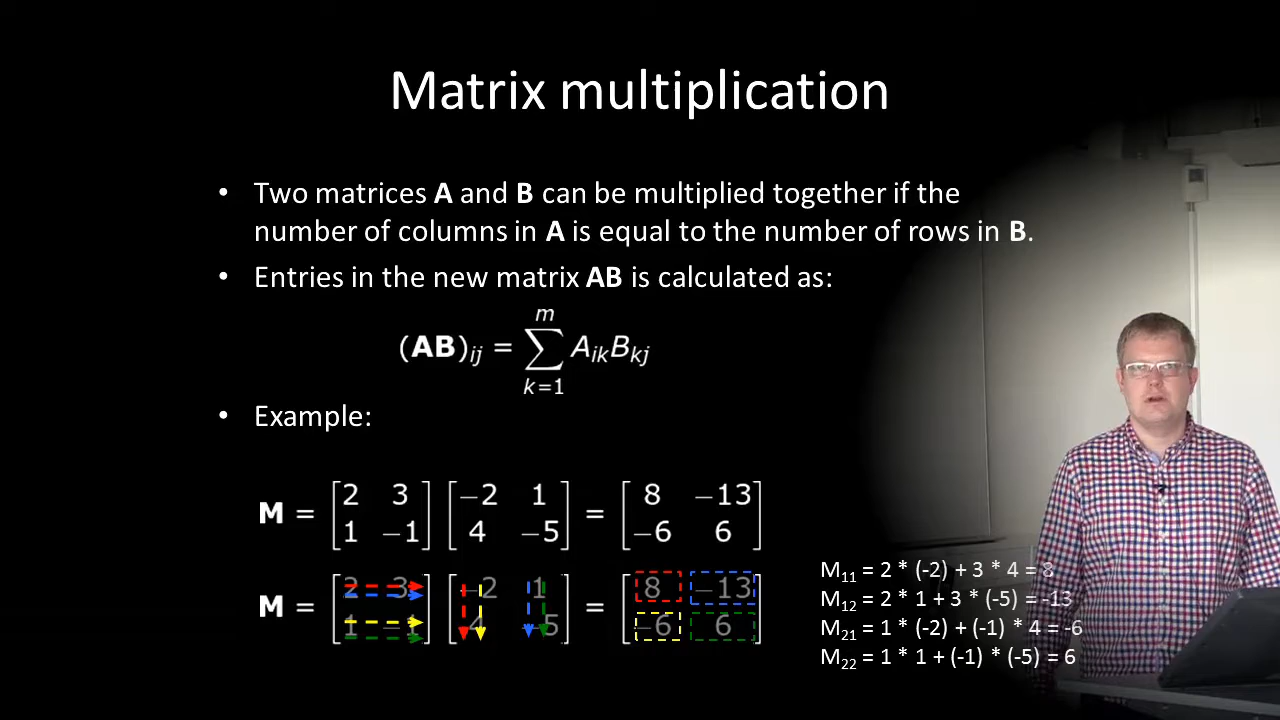 Matrix multiplication
• Two matrices A and B can be multiplied together if the
number of columns in A is equal to the number of rows in B.
• Entries in the new matrix AB is calculated as:
(AB)ij = ∑ m k=1 AikBkj
• Example:
M = [2 3; 1 −1] [−2 1; 4 −5] = [8 −13; −6 6]
M = [2 3; 1 −1] [−2 1; 4 −5] = [8 −13; −6 6]
M11 = 2 * (-2) + 3 * 4 = 8
M12 = 2 * 1 + 3 * (-5) = -13
M21 = 1 * (-2) + (-1) * 4 = -6
M22 = 1 * 1 + (-1) * (-5) = 6